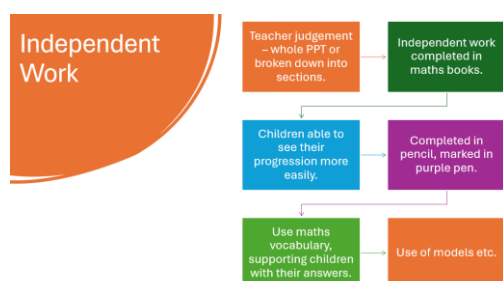 Independent
Work
Teacher judgement
– whole PPT or
broken down into
sections.
Independent work
completed in
maths books.
Children able to
see their
progression more
easily.
Completed in
pencil, marked in
purple pen.
Use maths
vocabulary,
supporting children
with their answers.
Use of models etc.